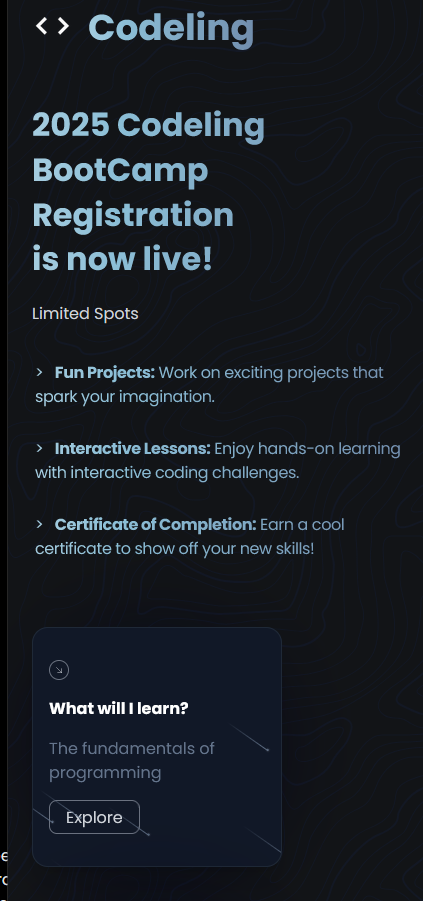 <> Codeling
2025 Codeling
BootCamp
Registration
is now live!
Limited Spots
> Fun Projects: Work on exciting projects that
spark your imagination.
> Interactive Lessons: Enjoy hands-on learning
with interactive coding challenges.
> Certificate of Completion: Earn a cool
certificate to show off your new skills!
What will I learn?
The fundamentals of
programming
Explore